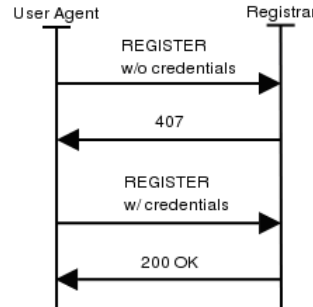 User Agent
Registrar
REGISTER
w/o credentials
407
REGISTER
w/ credentials
200 OK